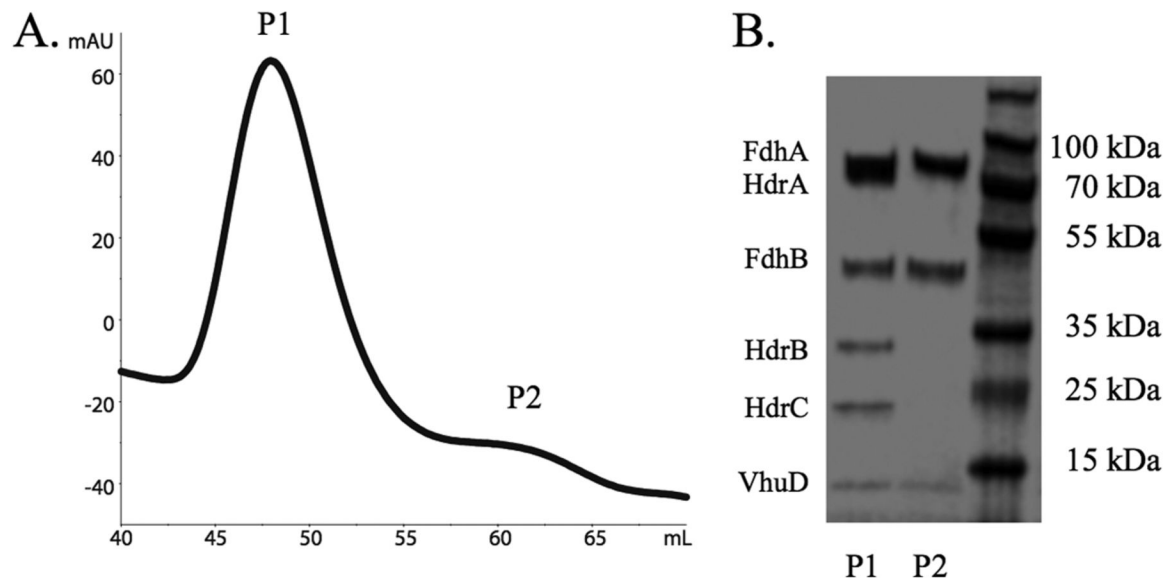 A.
mAU
P1
60
40
20
0
-20
-40
P2
40 45 50 55 60 65 mL
B.
FdhA
HdrA
FdhB
HdrB
HdrC
VhuD
100 kDa
70 kDa
55 kDa
35 kDa
25 kDa
15 kDa
P1 P2